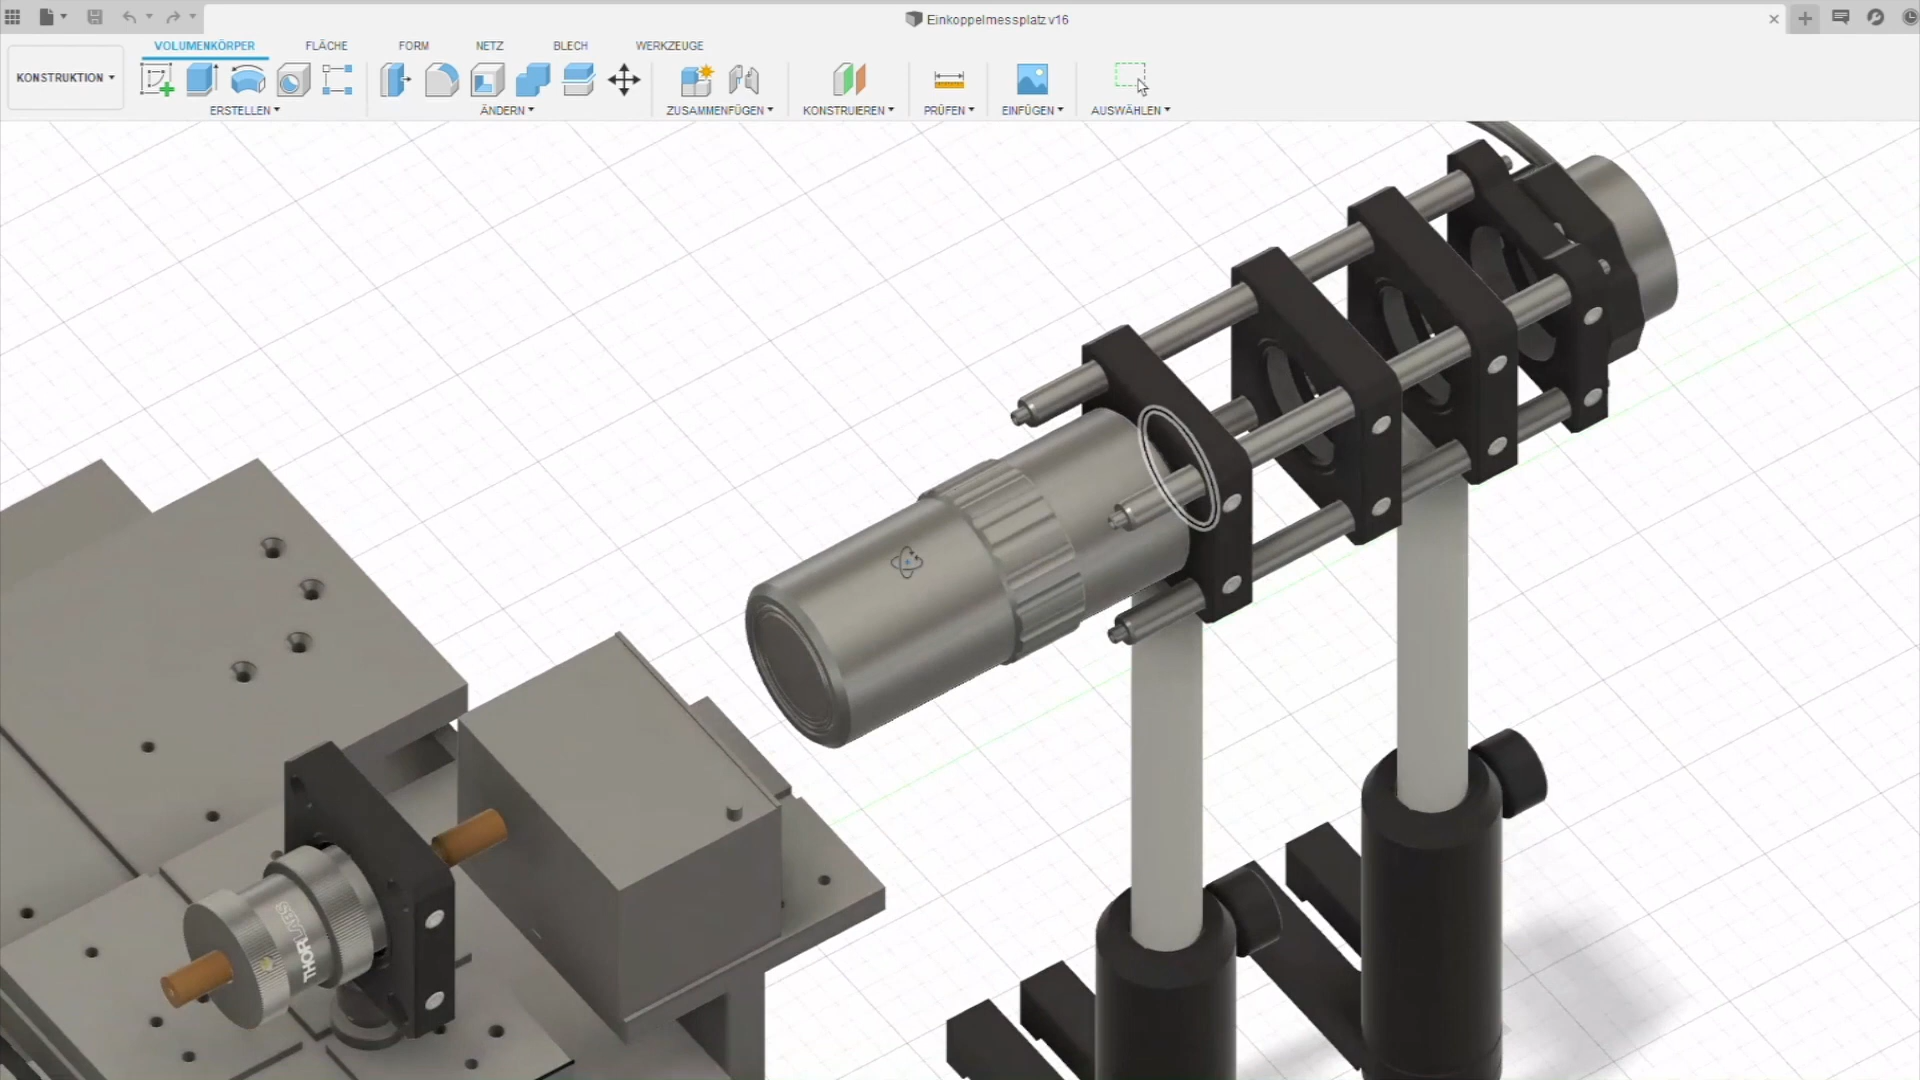 Einkoppelmessplatz v16
VOLUMENKÖRPER FLÄCHE FORM NETZ BLECH WERKZEUGE
KONSTRUKTION
ERSTELLEN ÄNDERN ZUSAMMENFÜGEN KONSTRUIEREN PRÜFEN EINFÜGEN AUSWÄHLEN
THORLABS